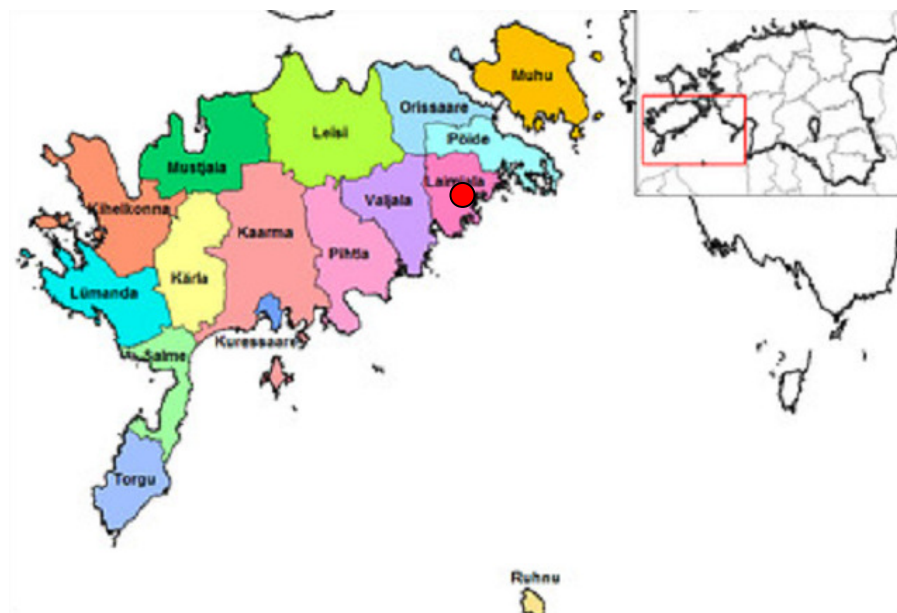 Muhu
Orissaare
Leisi
Pöide
Mustjala
Laimjala
Valjala
Kihelkonna
Kaarma
Kärla
Pihtla
Lümanda
Kuressaare
Salme
Torgu
Ruhnu